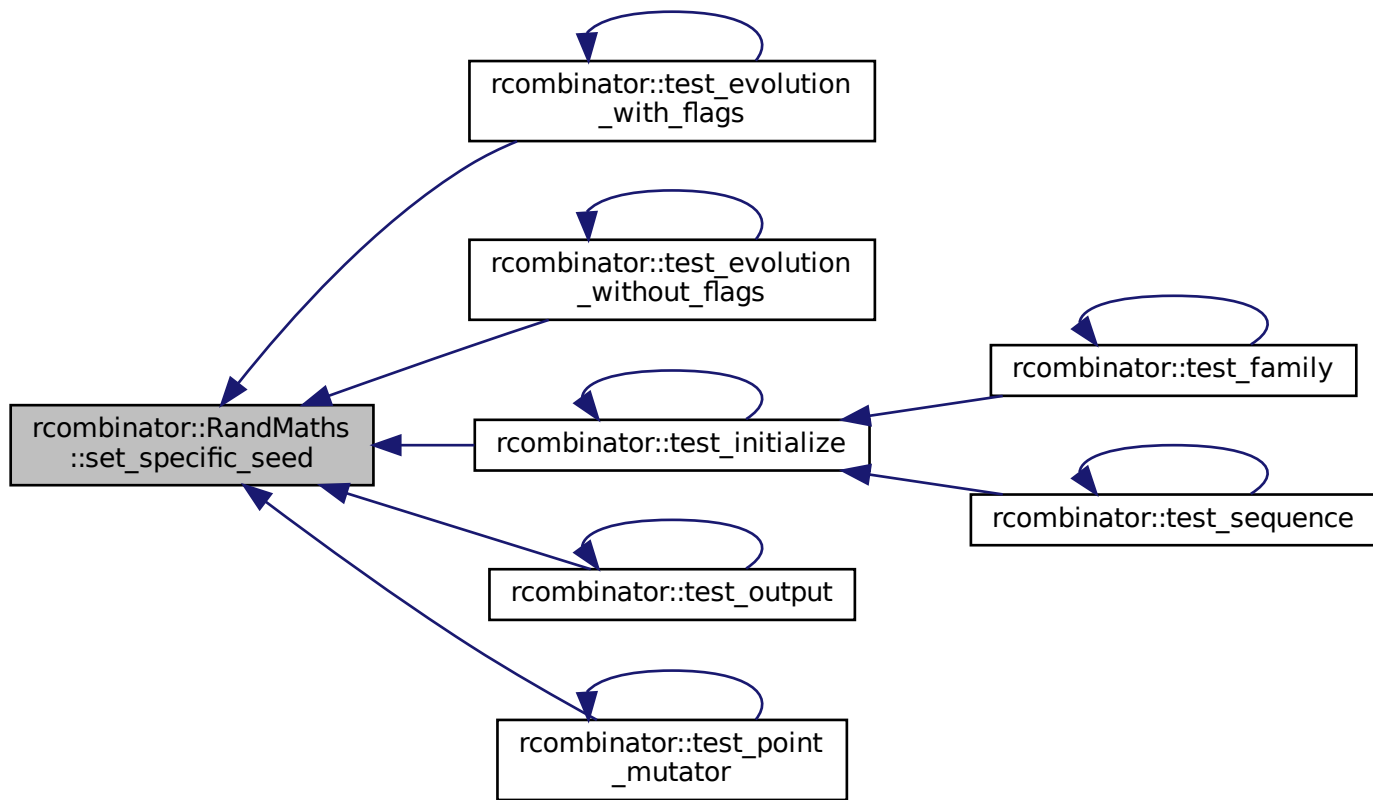 rcombinator::test_evolution
_with_flags
rcombinator::test_evolution
_without_flags
rcombinator::test_family
rcombinator::RandMaths
::set_specific_seed
rcombinator::test_initialize
rcombinator::test_sequence
rcombinator::test_output
rcombinator::test_point
_mutator